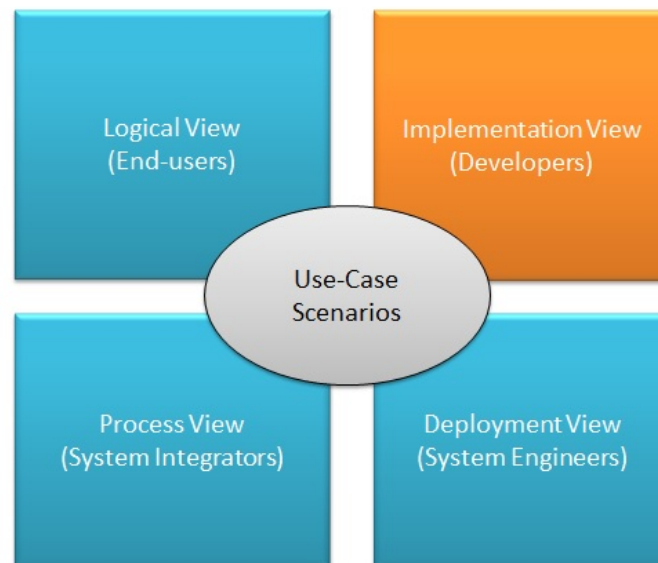 Logical View
(End-users)
Implementation View
(Developers)
Use-Case
Scenarios
Process View
(System Integrators)
Deployment View
(System Engineers)